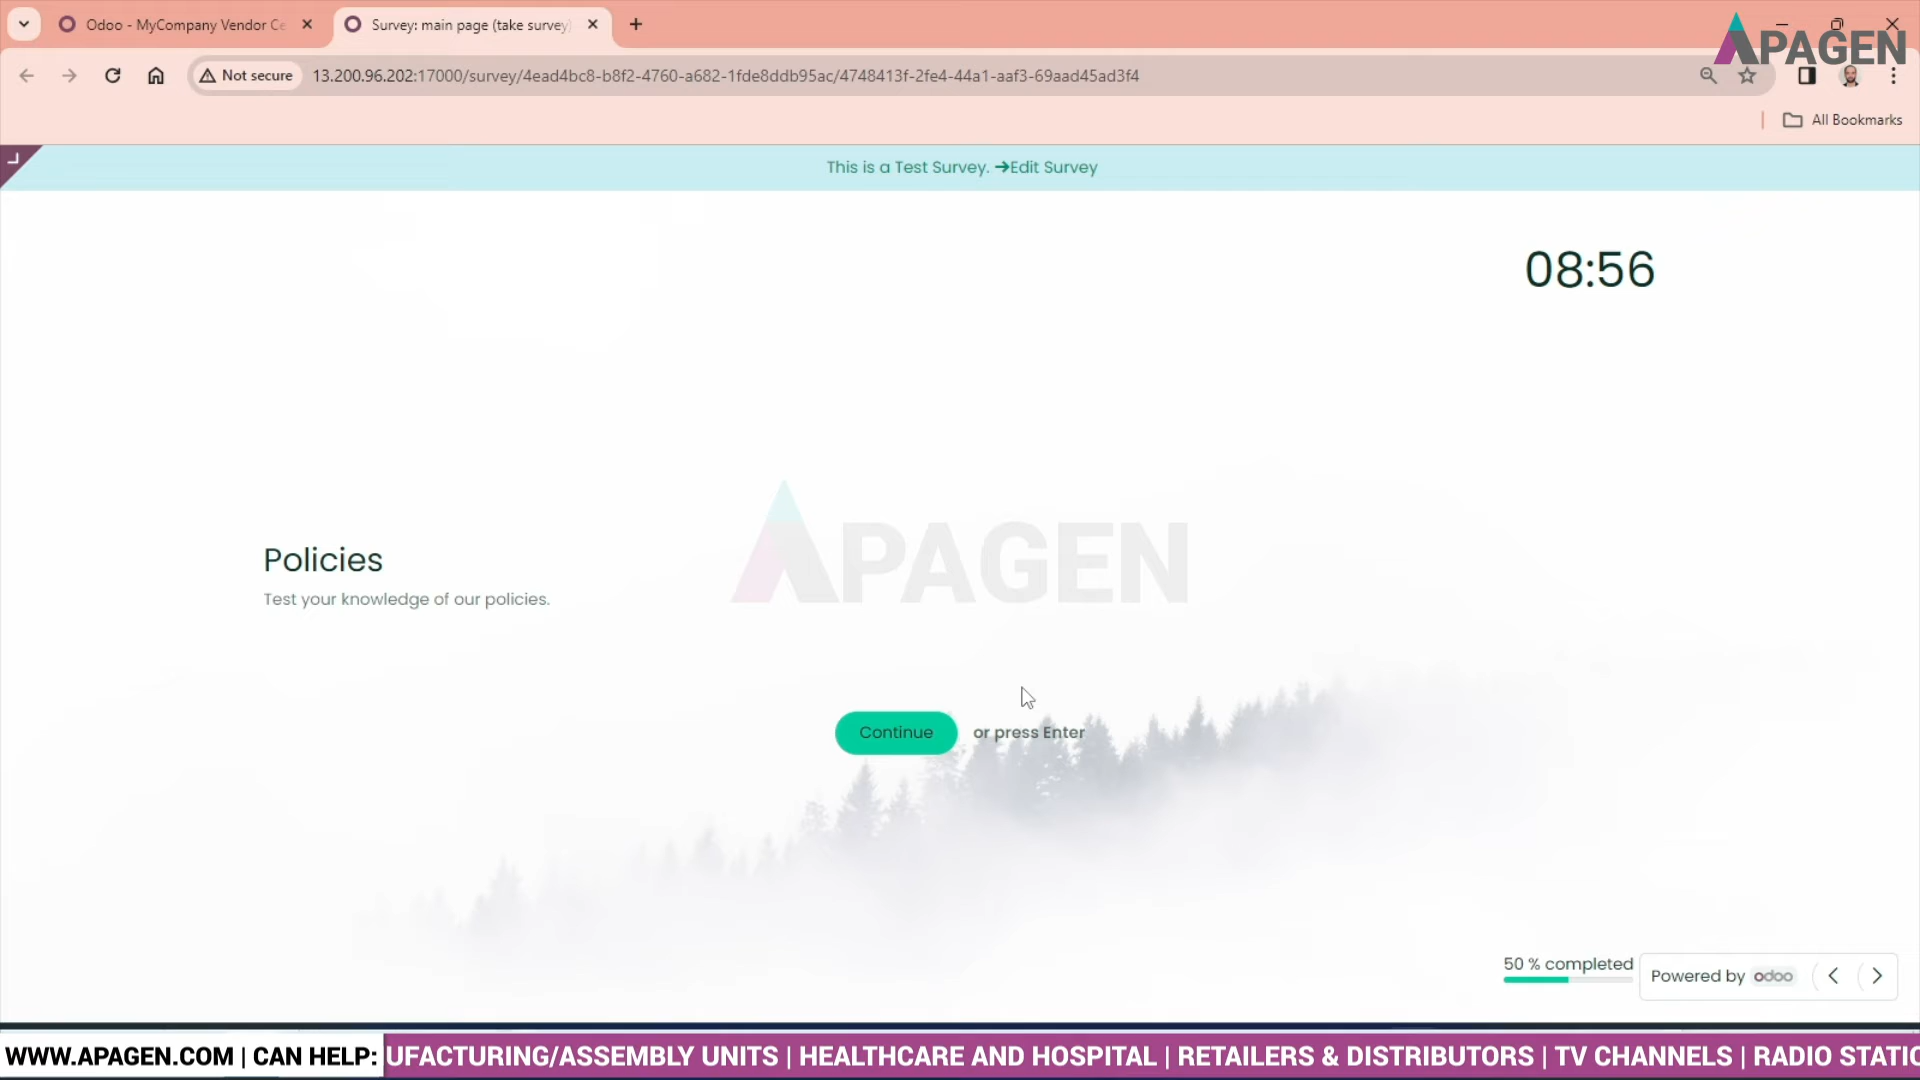 Odoo - MyCompany Vendor Ce
Survey: main page (take survey)
APAGEN
Not secure
13.200.96.202:17000/survey/4ead4bc8-b8f2-4760-a682-1fde8ddb95ac/4748413f-2fe4-44a1-aaf3-69aad45ad3f4
All Bookmarks
This is a Test Survey. ➔Edit Survey
08:56
APAGEN
Policies
Test your knowledge of our policies.
Continue
or press Enter
50 % completed
Powered by odoo
WWW.APAGEN.COM | CAN HELP: UFACTURING/ASSEMBLY UNITS | HEALTHCARE AND HOSPITAL | RETAILERS & DISTRIBUTORS | TV CHANNELS | RADIO STATIC